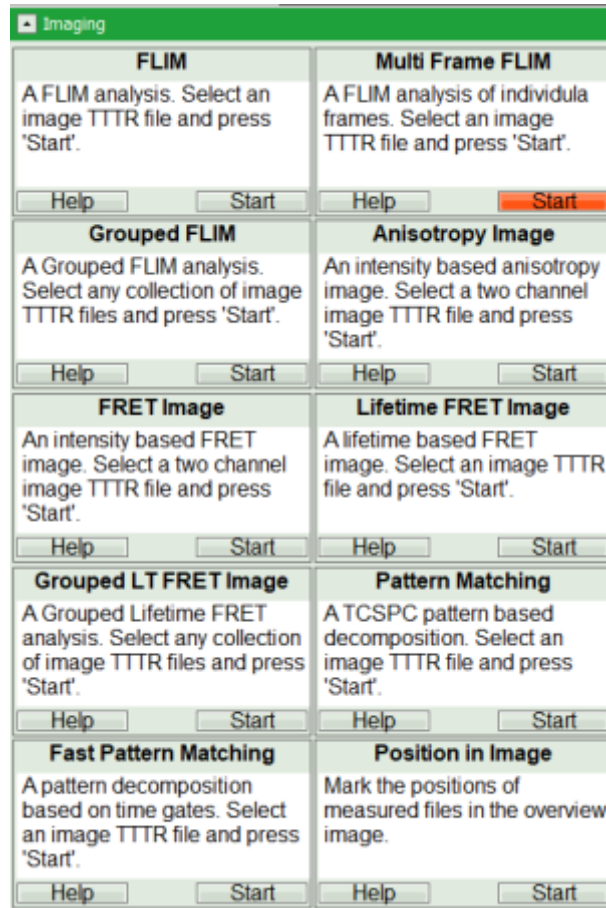 Imaging
FLIM
A FLIM analysis. Select an
image TTTR file and press
'Start'.
Help
Start
Multi Frame FLIM
A FLIM analysis of individula
frames. Select an image
TTTR file and press 'Start'.
Help
Start
Grouped FLIM
A Grouped FLIM analysis.
Select any collection of image
TTTR files and press 'Start'.
Help
Start
Anisotropy Image
An intensity based anisotropy
image. Select a two channel
image TTTR file and press
'Start'.
Help
Start
FRET Image
An intensity based FRET
image. Select a two channel
image TTTR file and press
'Start'.
Help
Start
Lifetime FRET Image
A lifetime based FRET
image. Select an image TTTR
file and press 'Start'.
Help
Start
Grouped LT FRET Image
A Grouped Lifetime FRET
analysis. Select any collection
of image TTTR files and press
'Start'.
Help
Start
Pattern Matching
A TCSPC pattern based
decomposition. Select an
image TTTR file and press
'Start'.
Help
Start
Fast Pattern Matching
A pattern decomposition
based on time gates. Select
an image TTTR file and press
'Start'.
Help
Start
Position in Image
Mark the positions of
measured files in the overview
image.
Help
Start